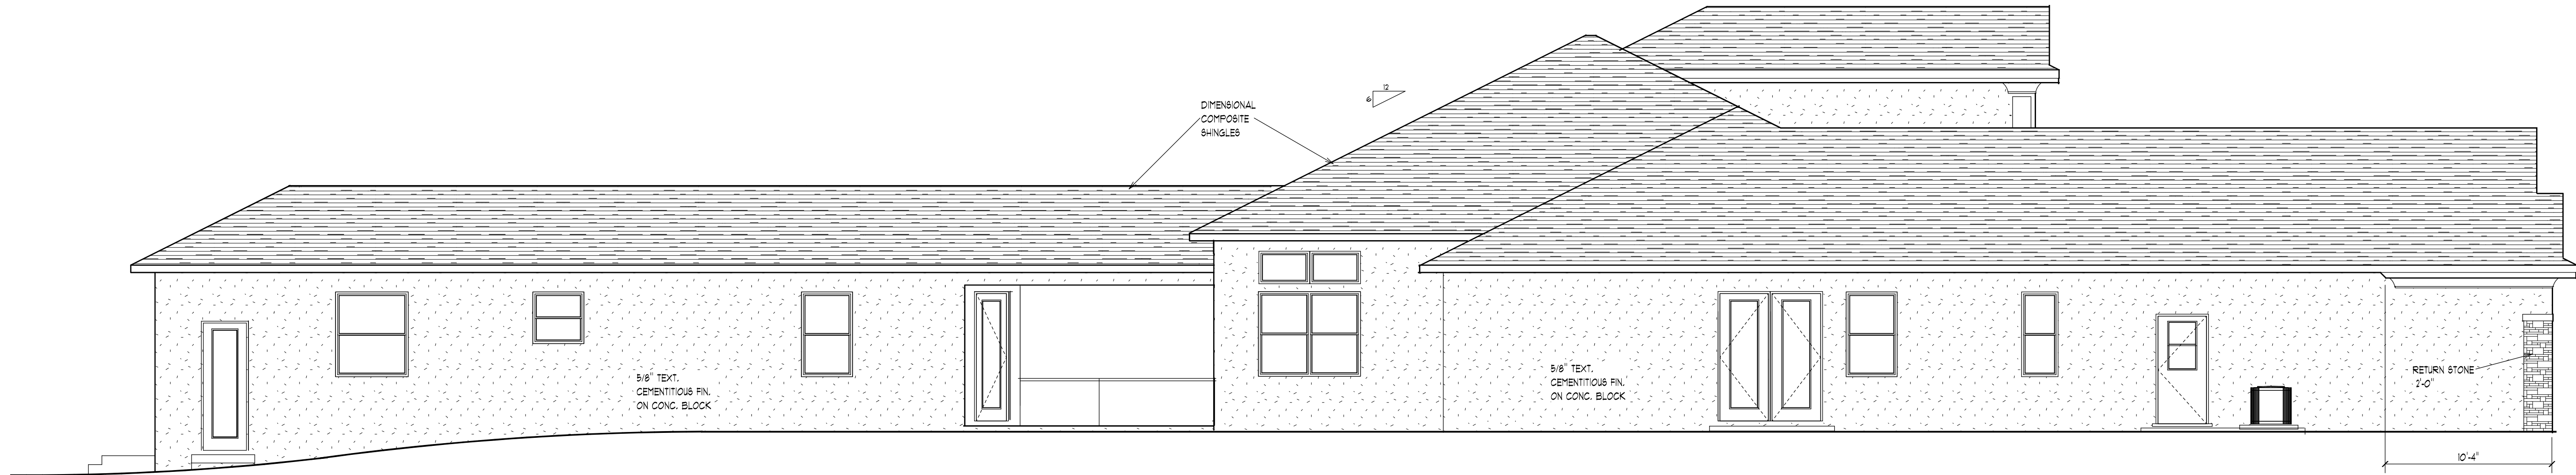 DIMENSIONAL
COMPOSITE
SHINGLES
12
6
5/8" TEXT.
CEMENTITIOUS FIN.
ON CONC. BLOCK
5/8" TEXT.
CEMENTITIOUS FIN.
ON CONC. BLOCK
RETURN STONE
2'-0"
10'-4"